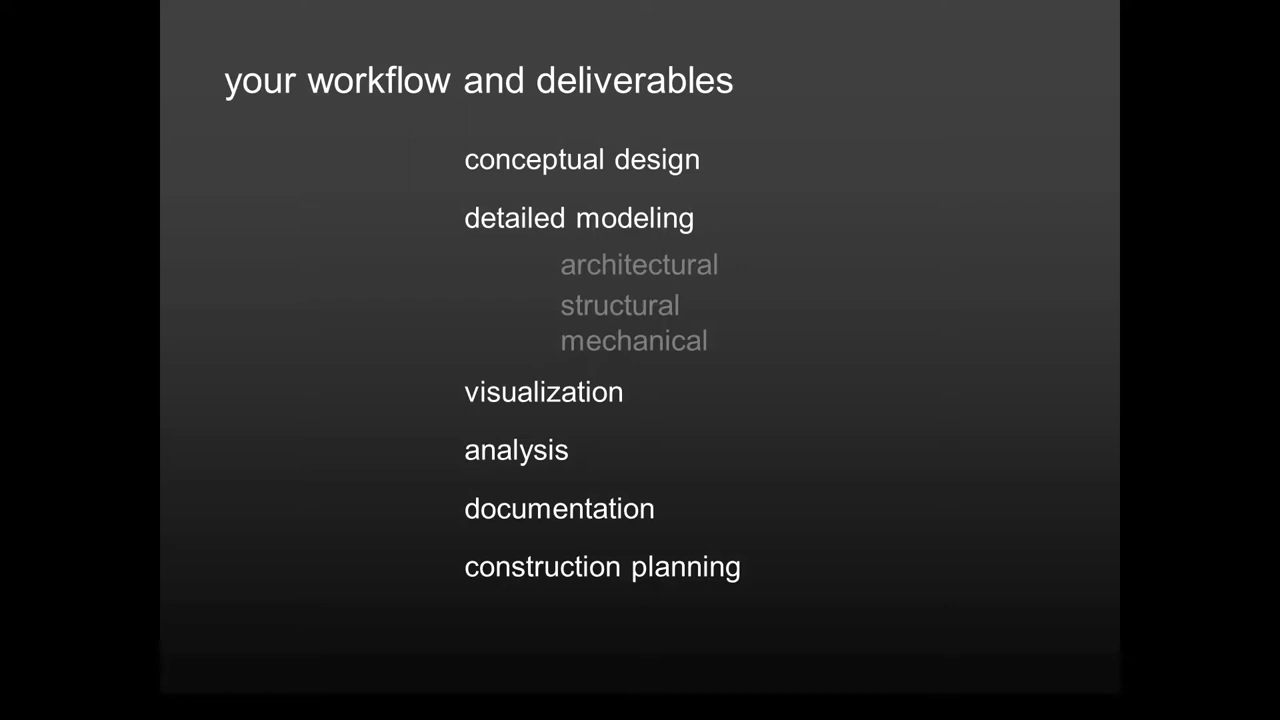 your workflow and deliverables
conceptual design
detailed modeling
architectural
structural
mechanical
visualization
analysis
documentation
construction planning